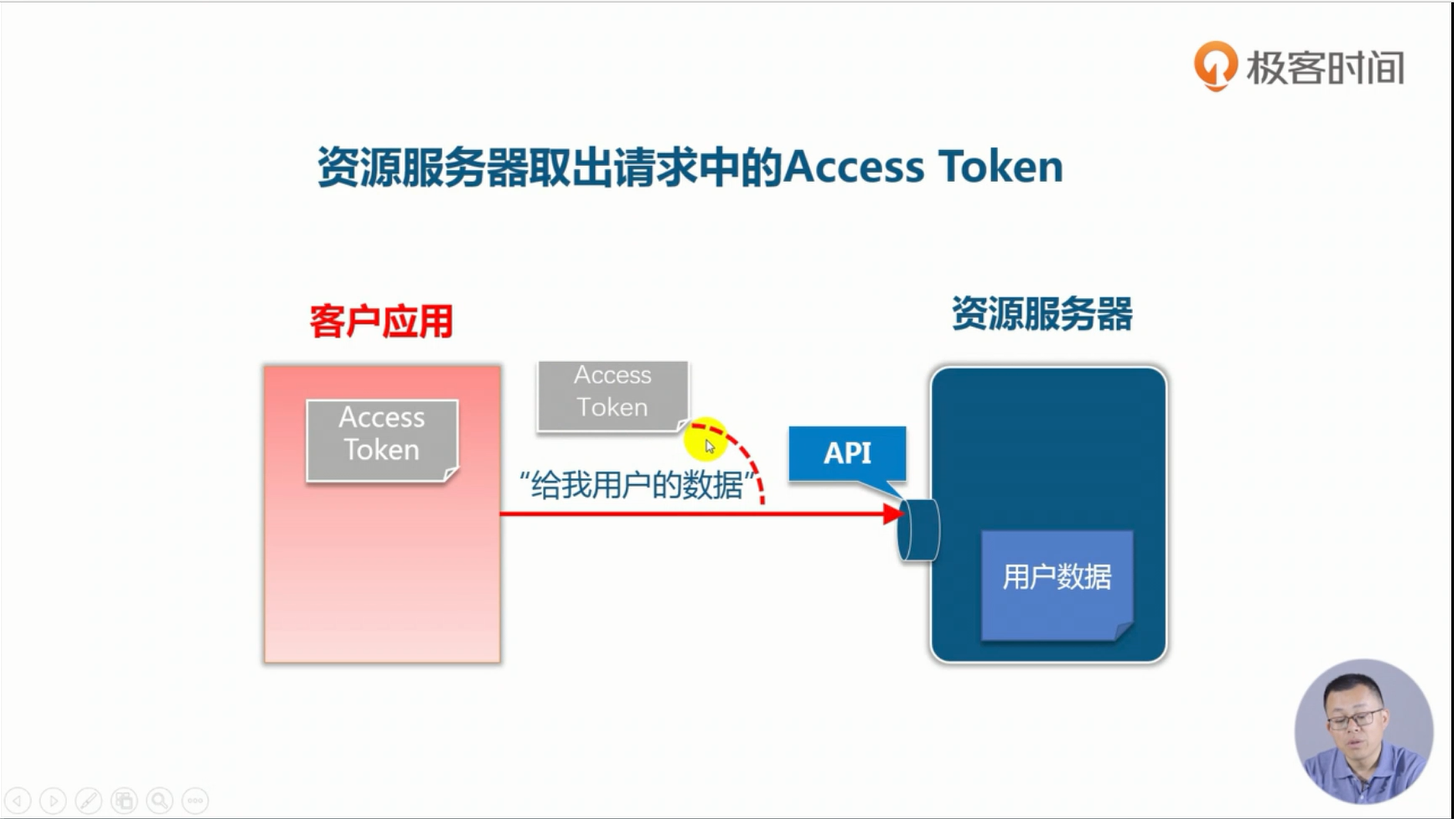 极客时间
资源服务器取出请求中的Access Token
客户应用
资源服务器
Access
Token
Access
Token
“给我用户的数据”
API
用户数据